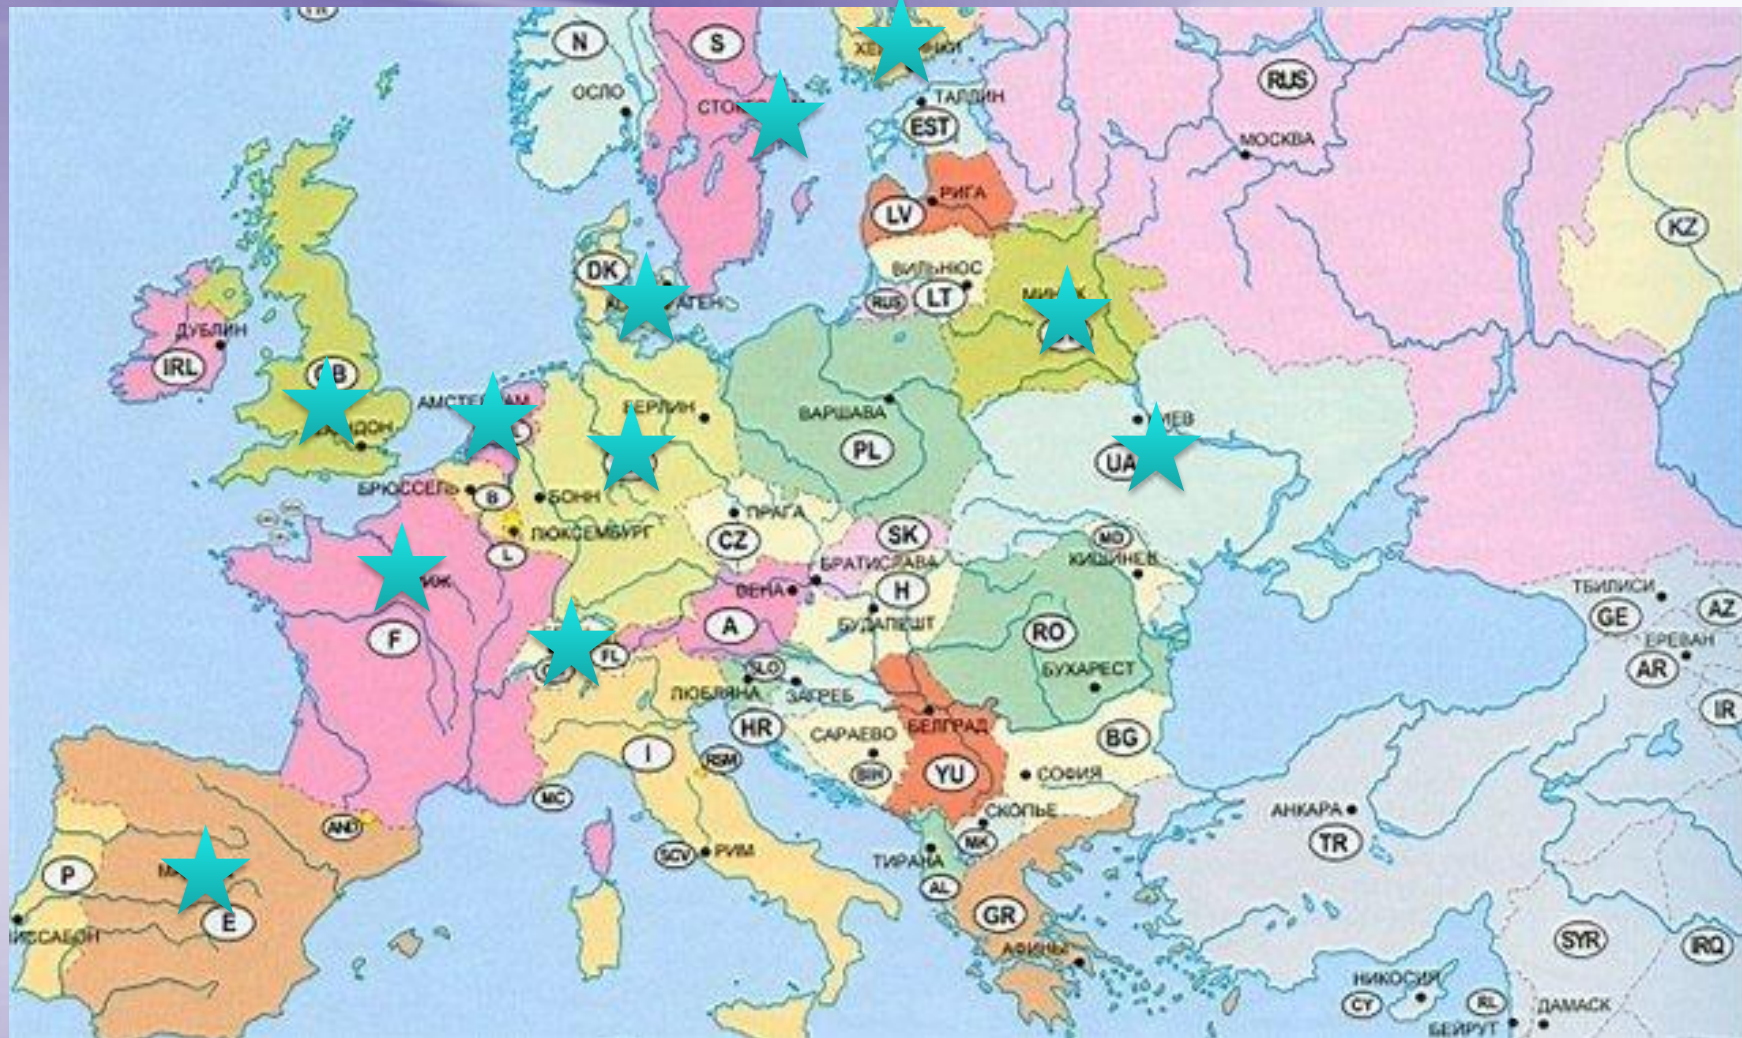 N
S
ОСЛО
RUS
ТАЛЛИН
EST
МОСКВА
РИГА
LV
KZ
DK
ВИЛЬНЮС
RUS
LT
ДУБЛИН
IRL
БЕРЛИН
ВАРШАВА
PL
UA
БРЮССЕЛЬ
B
БОНН
ЛЮКСЕМБУРГ
L
ПРАГА
CZ
SK
БРАТИСЛАВА
MD
КИШИНЕВ
ВЕНА
H
БУДАПЕШТ
A
F
FL
RO
БУХАРЕСТ
ТБИЛИСИ
GE
AZ
ЕРЕВАН
AR
IR
SLO
ЛЮБЛЯНА
ЗАГРЕБ
HR
САРАЕВО
BIH
БЕЛГРАД
YU
BG
СОФИЯ
I
RSM
MC
AND
СКОПЬЕ
MK
АНКАРА
TR
SCV
РИМ
ТИРАНА
AL
P
E
GR
АФИНЫ
SYR
IRQ
НИКОСИЯ
CY
RL
ДАМАСК
БЕЙРУТ